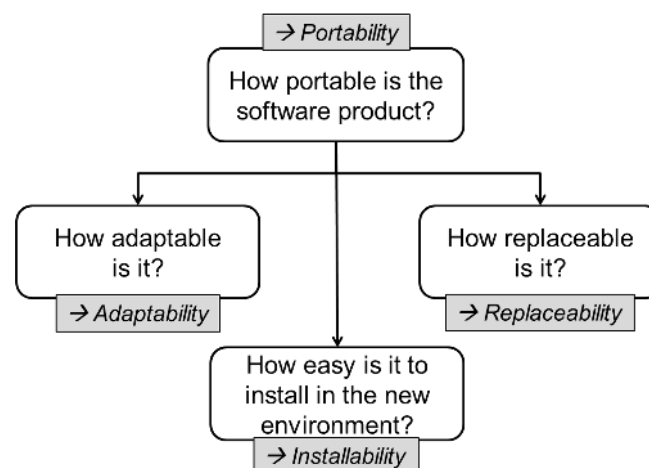 → Portability
How portable is the
software product?
How adaptable
is it?
→ Adaptability
How replaceable
is it?
→ Replaceability
How easy is it to
install in the new
environment?
→ Installability